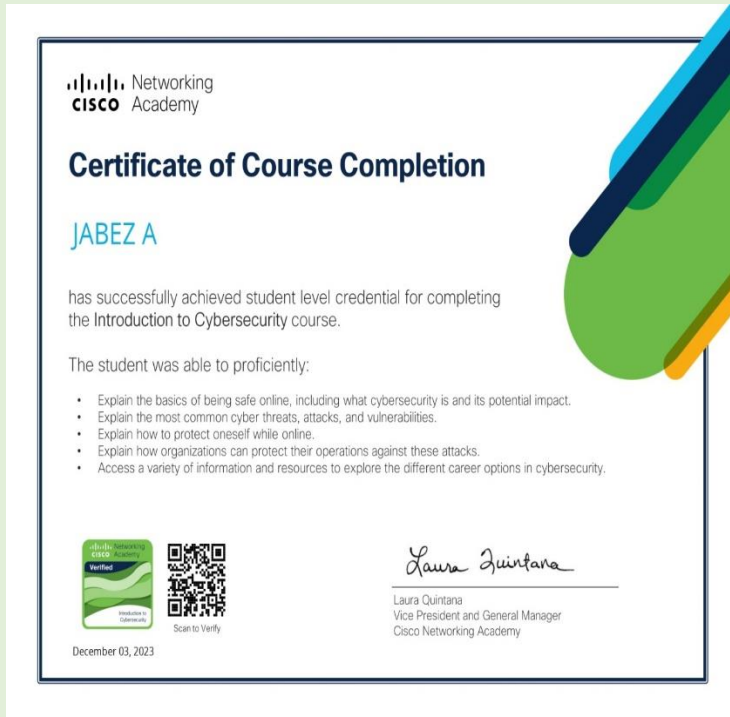 Networking
CISCO Academy
Certificate of Course Completion
JABEZ A
has successfully achieved student level credential for completing
the Introduction to Cybersecurity course.
The student was able to proficiently:
• Explain the basics of being safe online, including what cybersecurity is and its potential impact.
• Explain the most common cyber threats, attacks, and vulnerabilities.
• Explain how to protect oneself while online.
• Explain how organizations can protect their operations against these attacks.
• Access a variety of information and resources to explore the different career options in cybersecurity.
Networking
CISCO Academy
Verified
Introduction to
Cybersecurity
Scan to Verify
December 03, 2023
Laura Quintana
Laura Quintana
Vice President and General Manager
Cisco Networking Academy